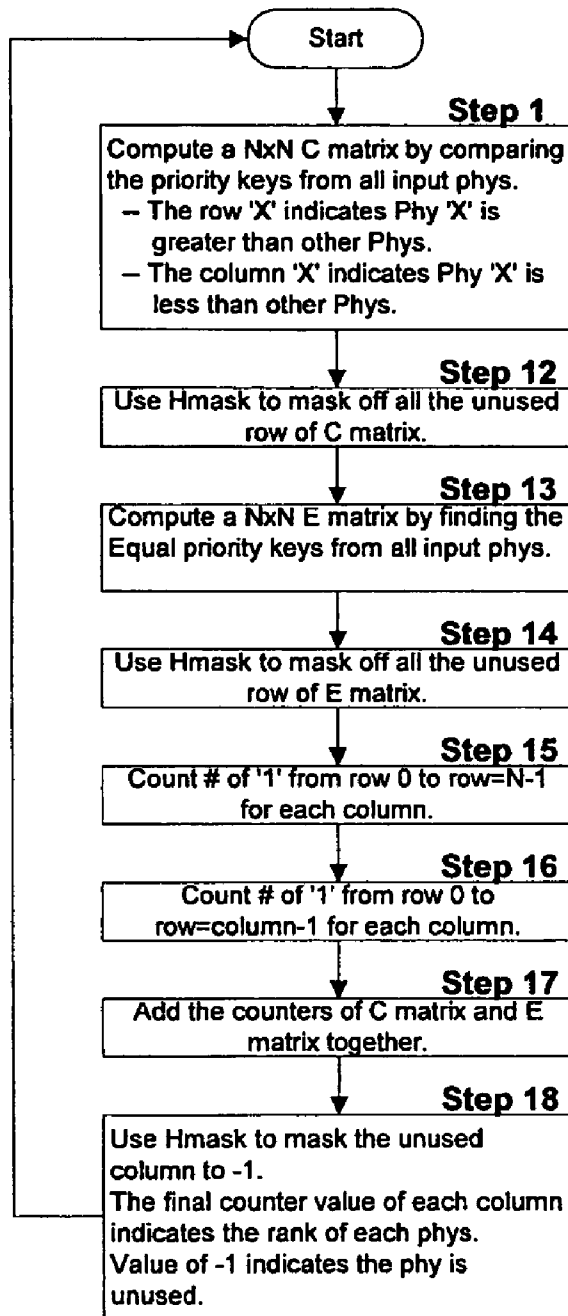 Start
Step 1
Compute a NxN C matrix by comparing
the priority keys from all input phys.
– The row 'X' indicates Phy 'X' is
greater than other Phys.
– The column 'X' indicates Phy 'X' is
less than other Phys.
Step 12
Use Hmask to mask off all the unused
row of C matrix.
Step 13
Compute a NxN E matrix by finding the
Equal priority keys from all input phys.
Step 14
Use Hmask to mask off all the unused
row of E matrix.
Step 15
Count # of '1' from row 0 to row=N-1
for each column.
Step 16
Count # of '1' from row 0 to
row=column-1 for each column.
Step 17
Add the counters of C matrix and E
matrix together.
Step 18
Use Hmask to mask the unused
column to -1.
The final counter value of each column
indicates the rank of each phys.
Value of -1 indicates the phy is
unused.